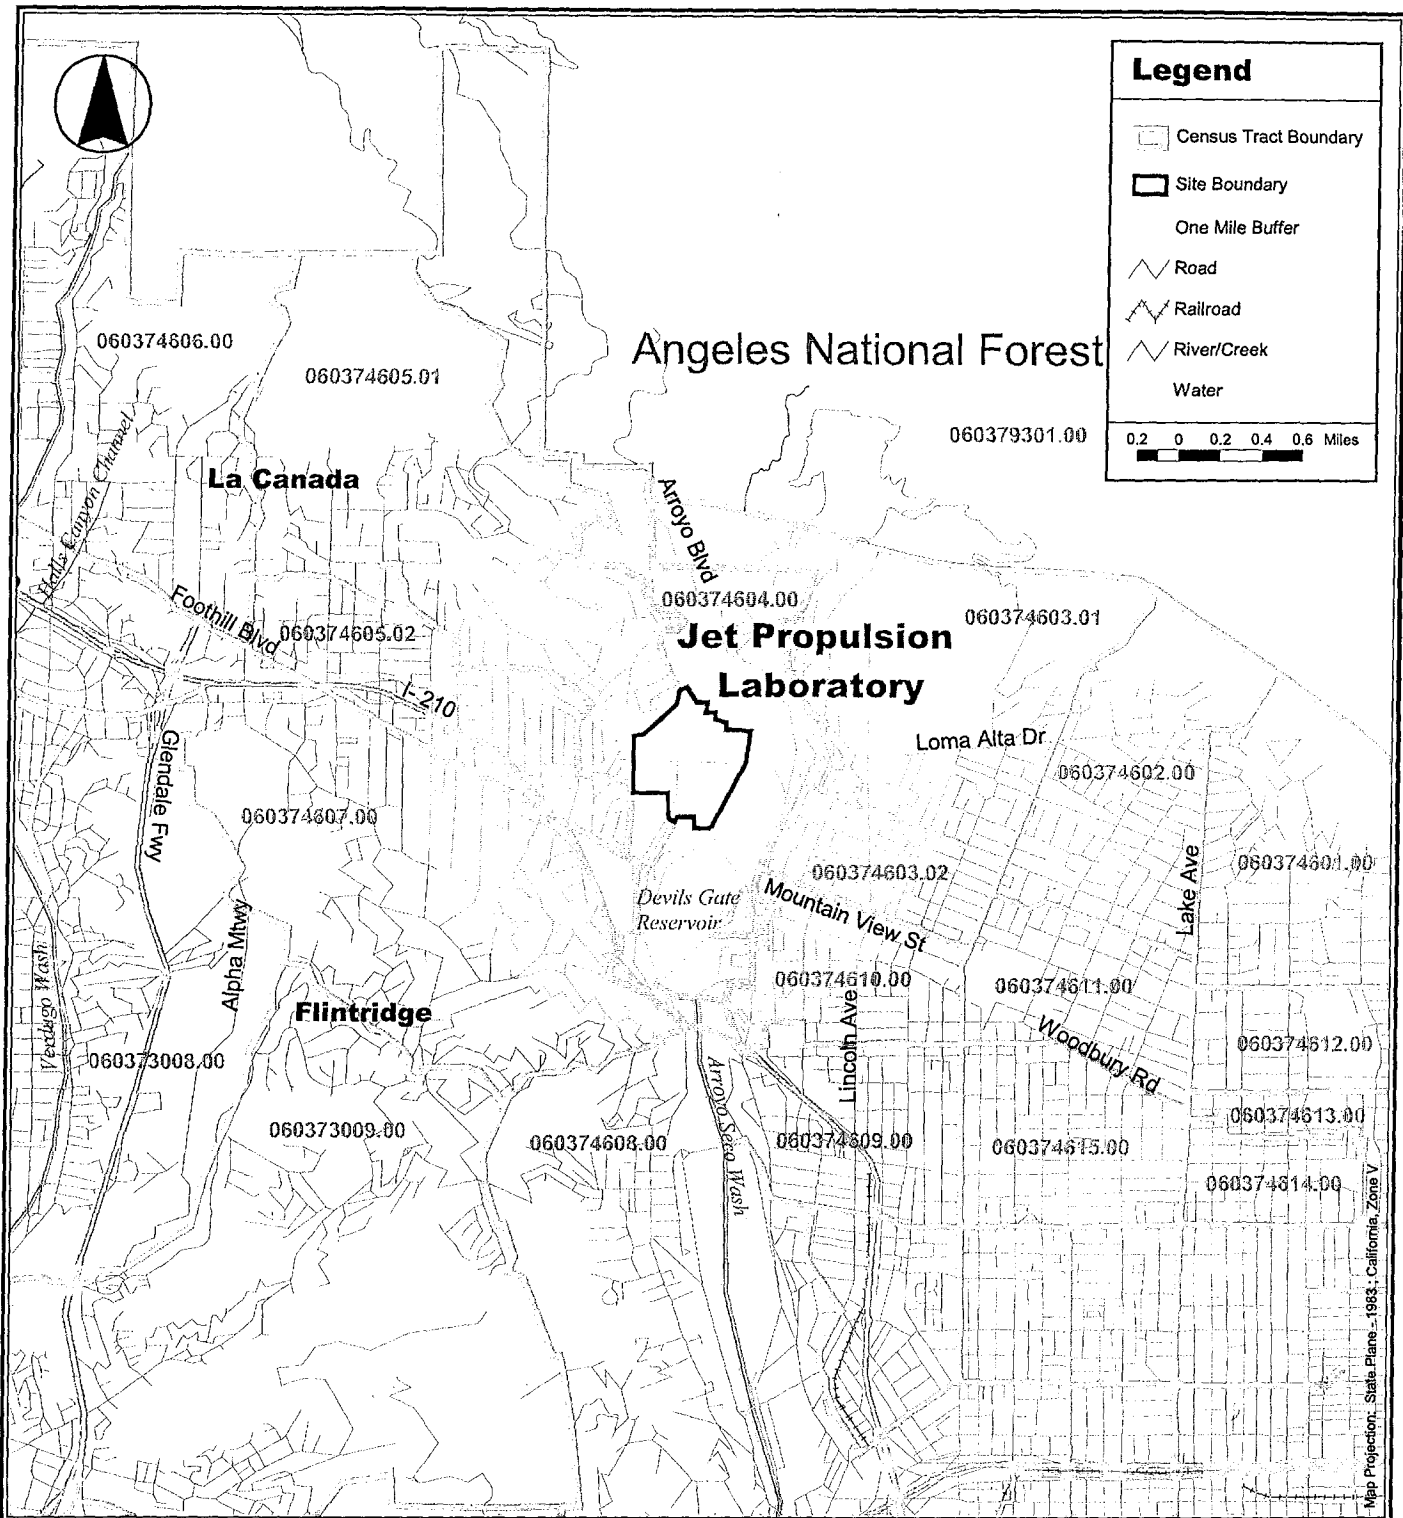 Legend
Census Tract Boundary
Site Boundary
One Mile Buffer
Road
Railroad
River/Creek
Water
0.2 0 0.2 0.4 0.6 Miles
060374606.00
060374605.01
Angeles National Forest
060379301.00
Halls Canyon Channel
La Canada
Arroyo Blvd
Foothill Blvd
060374605.02
060374604.00
060374603.01
Jet Propulsion
Laboratory
I-210
Loma Alta Dr
060374602.00
Glendale Fwy
060374607.00
060374603.02
060374601.00
Lake Ave
Devils Gate
Reservoir
Mountain View St
Alpha Mtwy
Verdugo Wash
060374610.00
060374611.00
Flintridge
Lincoln Ave
Woodbury Rd
060374612.00
060373008.00
Arroyo Seco Wash
060373009.00
060374608.00
060374609.00
060374615.00
060374613.00
060374614.00
Map Projection: State Plane - 1983, California, Zone V